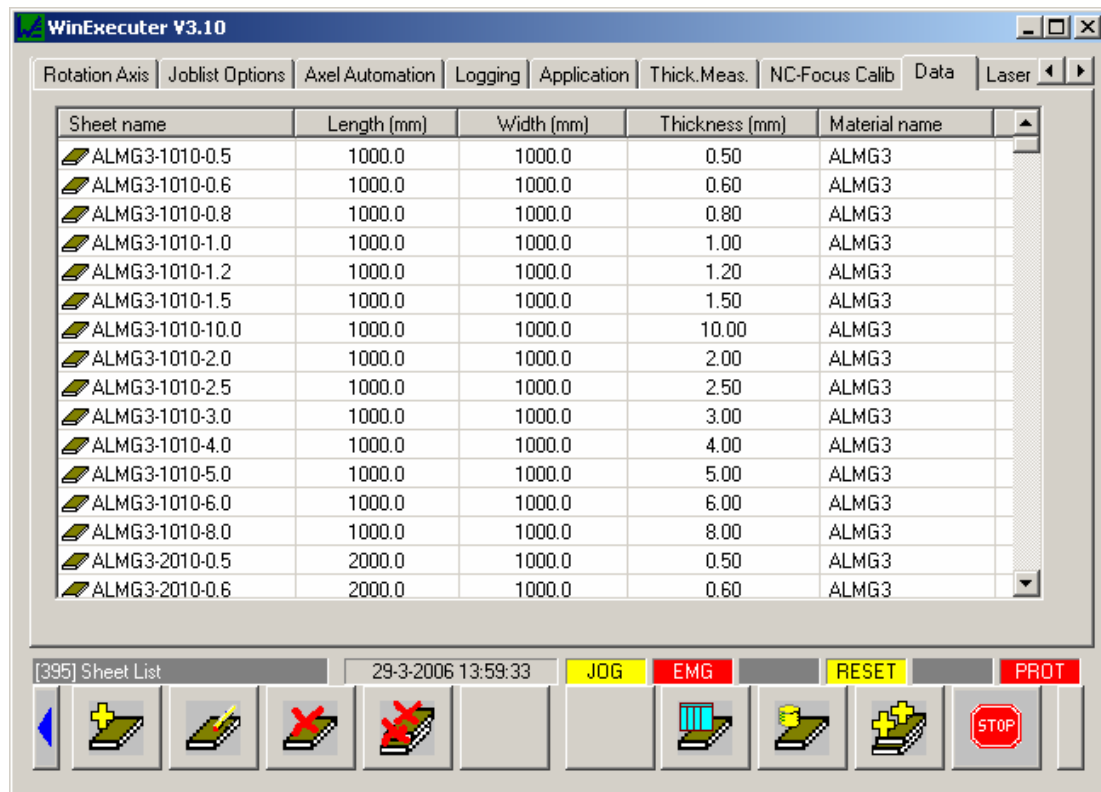 WinExecuter V3.10
Rotation Axis Joblist Options Axel Automation Logging Application Thick.Meas. NC-Focus Calib Data Laser
Sheet name Length (mm) Width (mm) Thickness (mm) Material name
ALMG3-1010-0.5 1000.0 1000.0 0.50 ALMG3
ALMG3-1010-0.6 1000.0 1000.0 0.60 ALMG3
ALMG3-1010-0.8 1000.0 1000.0 0.80 ALMG3
ALMG3-1010-1.0 1000.0 1000.0 1.00 ALMG3
ALMG3-1010-1.2 1000.0 1000.0 1.20 ALMG3
ALMG3-1010-1.5 1000.0 1000.0 1.50 ALMG3
ALMG3-1010-10.0 1000.0 1000.0 10.00 ALMG3
ALMG3-1010-2.0 1000.0 1000.0 2.00 ALMG3
ALMG3-1010-2.5 1000.0 1000.0 2.50 ALMG3
ALMG3-1010-3.0 1000.0 1000.0 3.00 ALMG3
ALMG3-1010-4.0 1000.0 1000.0 4.00 ALMG3
ALMG3-1010-5.0 1000.0 1000.0 5.00 ALMG3
ALMG3-1010-6.0 1000.0 1000.0 6.00 ALMG3
ALMG3-1010-8.0 1000.0 1000.0 8.00 ALMG3
ALMG3-2010-0.5 2000.0 1000.0 0.50 ALMG3
ALMG3-2010-0.6 2000.0 1000.0 0.60 ALMG3
[395] Sheet List 29-3-2006 13:59:33 JOG EMG RESET PROT
STOP